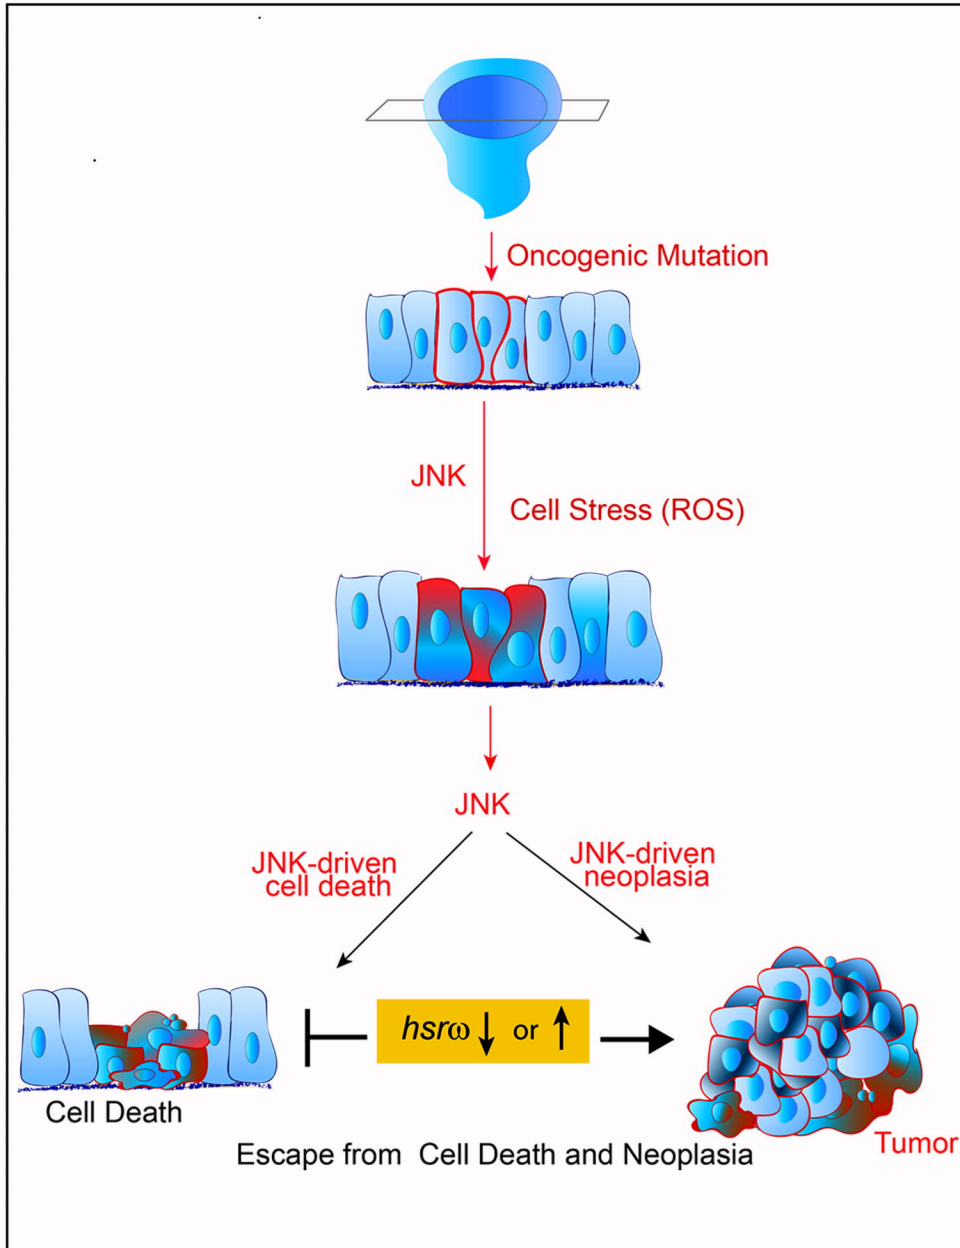 Oncogenic Mutation
JNK
Cell Stress (ROS)
JNK
JNK-driven
cell death
JNK-driven
neoplasia
hsrω ↓ or ↑
Cell Death
Tumor
Escape from Cell Death and Neoplasia